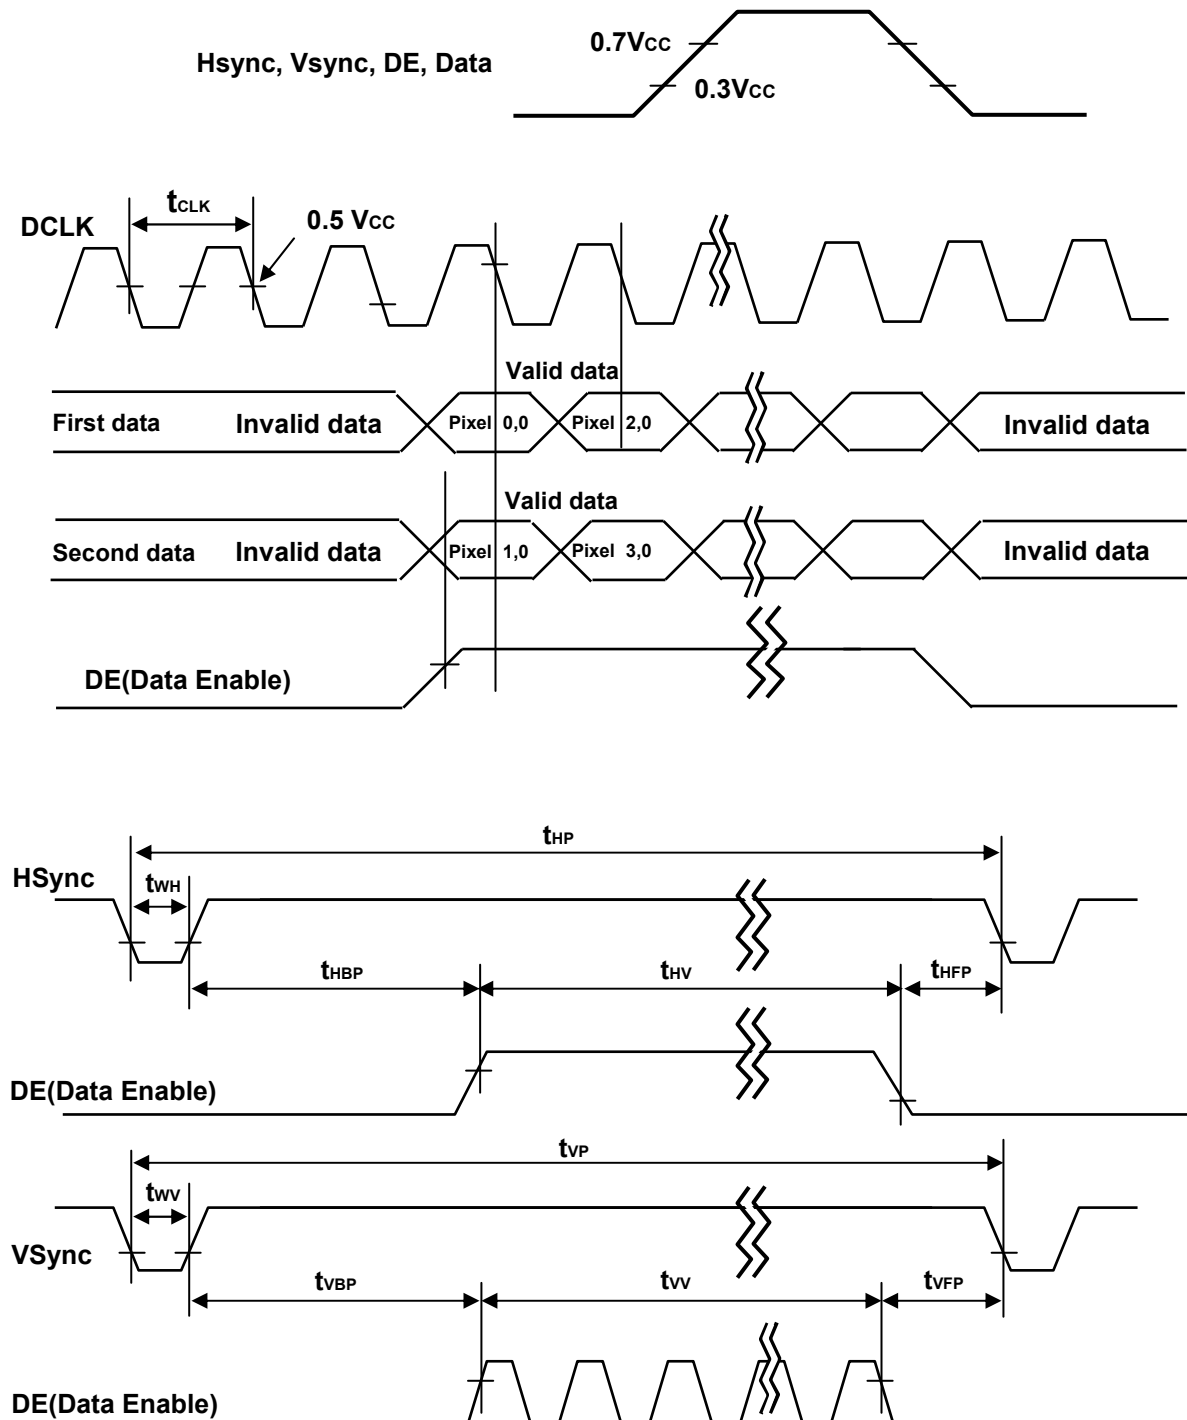 0.7VCC
Hsync, Vsync, DE, Data
0.3VCC
tCLK
DCLK
0.5 VCC
Valid data
First data
Invalid data
Pixel 0,0
Pixel 2,0
Invalid data
Valid data
Second data
Invalid data
Pixel 1,0
Pixel 3,0
Invalid data
DE(Data Enable)
tHP
HSync
tWH
tHBP
tHV
tHFP
DE(Data Enable)
tVP
tWV
VSync
tVBP
tVV
tVFP
DE(Data Enable)